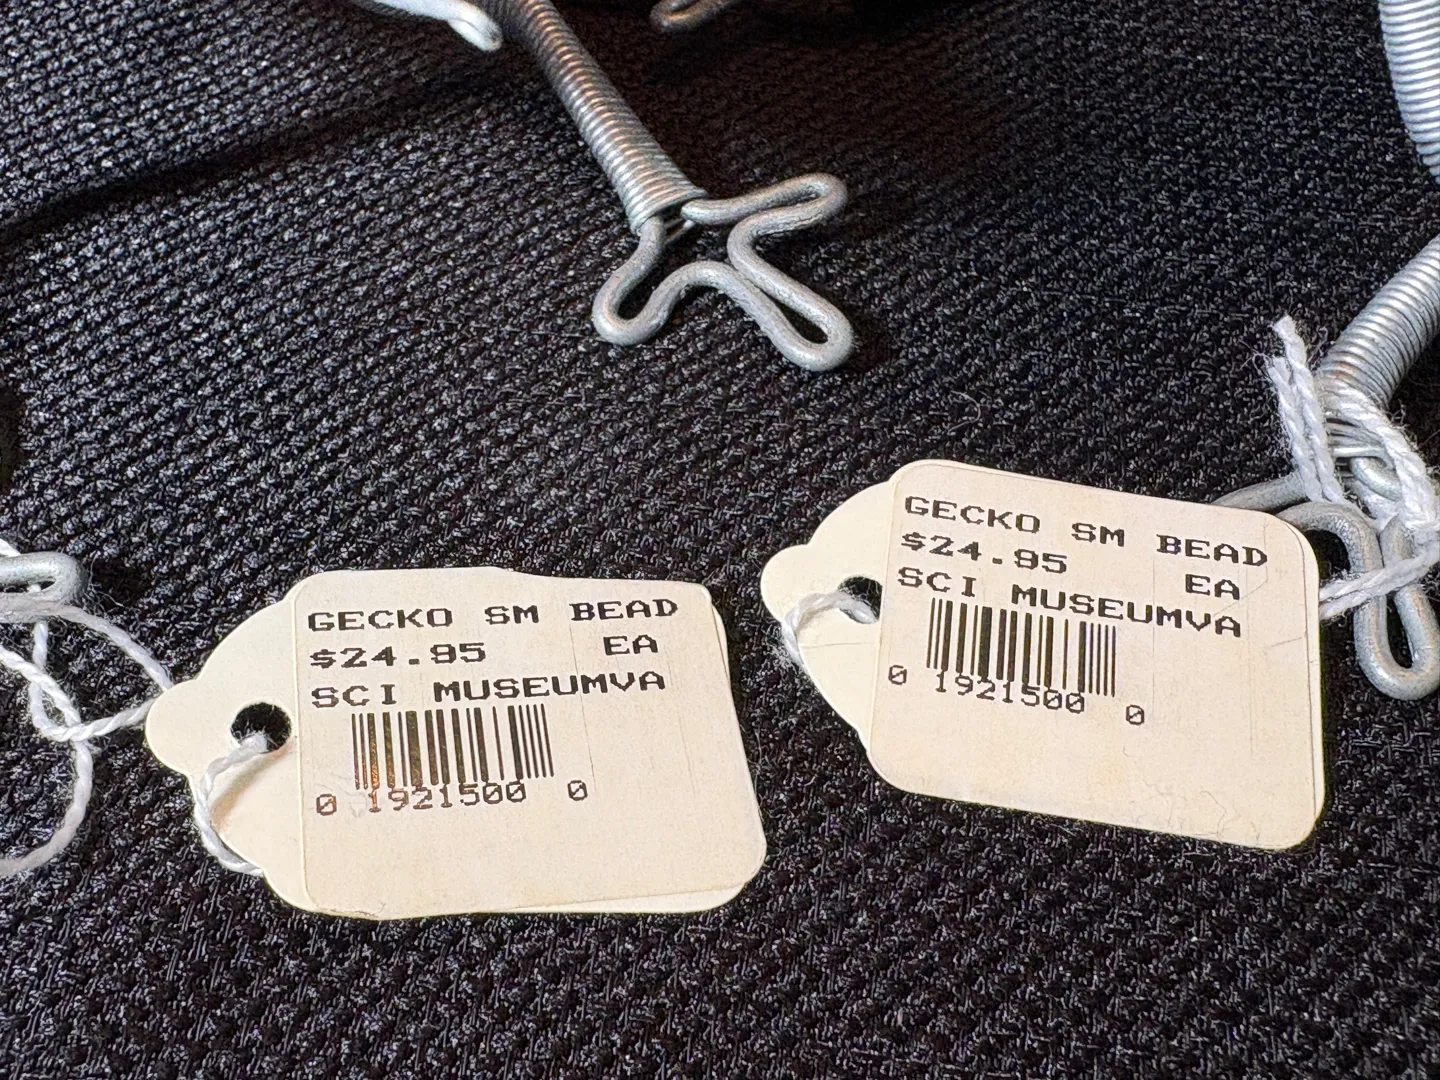 GECKO SM BEAD
$24.95 EA
SCI MUSEUMVA
0 1921500 0
GECKO SM BEAD
$24.95 EA
SCI MUSEUMVA
0 1921500 0